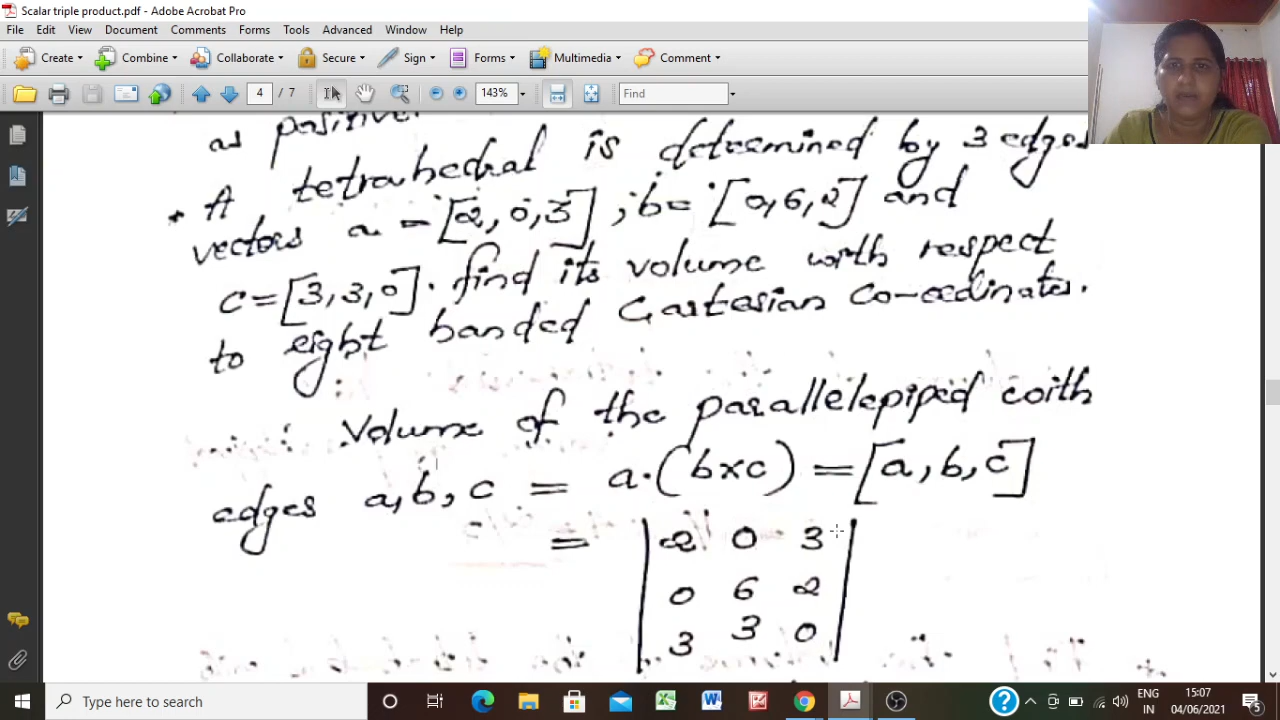 Scalar triple product.pdf - Adobe Acrobat Pro
File Edit View Document Comments Forms Tools Advanced Window Help
Create Combine Collaborate Secure Sign Forms Multimedia Comment
4 / 7 143% Find
as positive.
A tetrahedral is determined by 3 edges
vectors a = [2, 0, 3] ; b = [0, 6, 2] and
c = [3, 3, 0] . find its volume with respect
to eight handed Cartesian Co-ordinates.
:
Volume of the parallelepiped with
edges a, b, c = a.(b×c) = [a, b, c]
= | 2 0 3 |
0 6 2
3 3 0
Type here to search
ENG 15:07
IN 04/06/2021 5